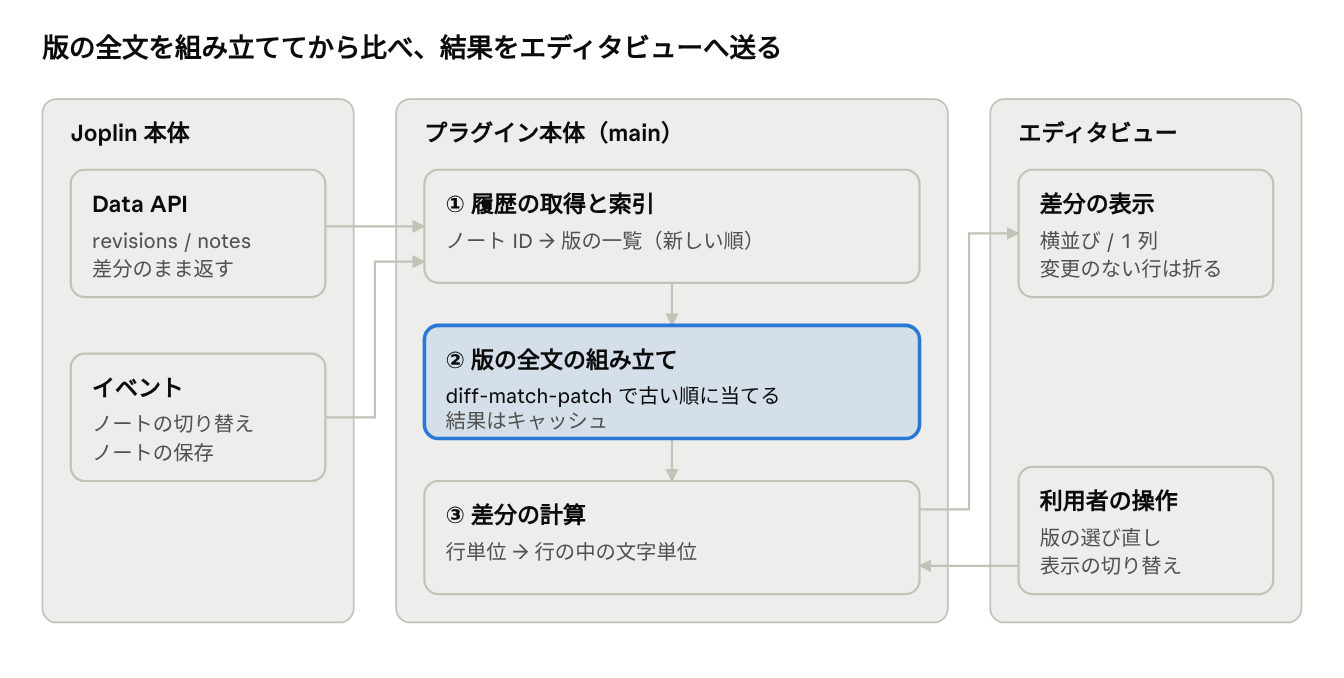 版の全文を組み立ててから比べ、結果をエディタビューへ送る
Joplin 本体
Data API
revisions / notes
差分のまま返す
イベント
ノートの切り替え
ノートの保存
プラグイン本体（main）
① 履歴の取得と索引
ノート ID → 版の一覧（新しい順）
② 版の全文の組み立て
diff-match-patch で古い順に当てる
結果はキャッシュ
③ 差分の計算
行単位 → 行の中の文字単位
エディタビュー
差分の表示
横並び / 1 列
変更のない行は折る
利用者の操作
版の選び直し
表示の切り替え